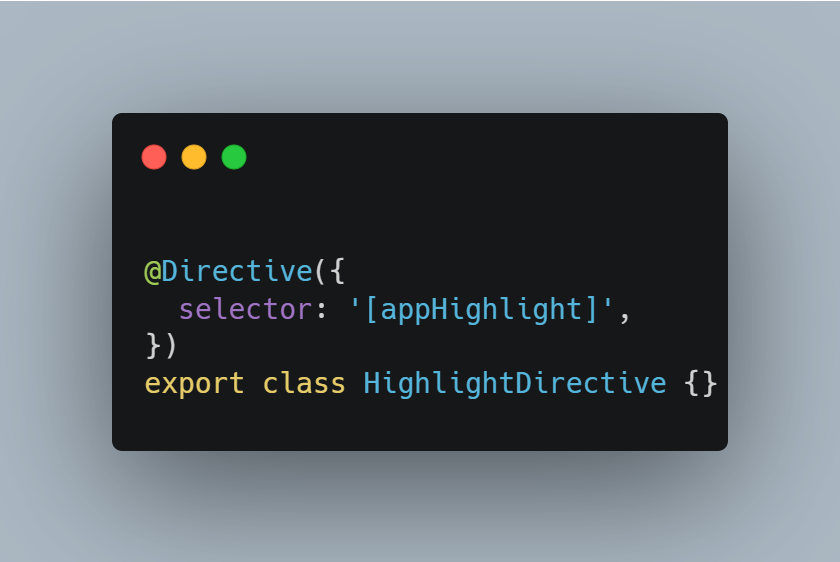 @Directive({
  selector: '[appHighlight]',
})
export class HighlightDirective {}